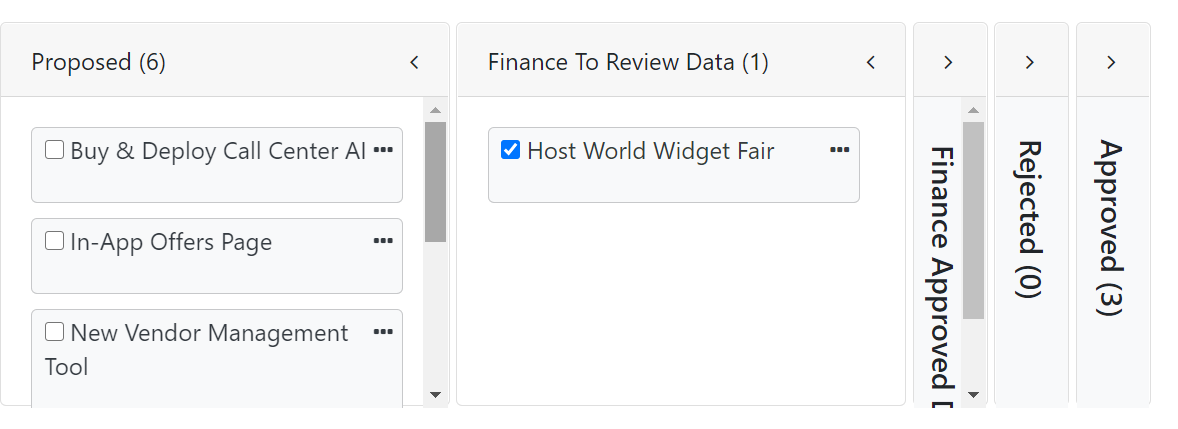 Proposed (6)
Finance To Review Data (1)
Buy & Deploy Call Center AI
In-App Offers Page
New Vendor Management
Tool
Host World Widget Fair
Finance Approved
Rejected (0)
Approved (3)